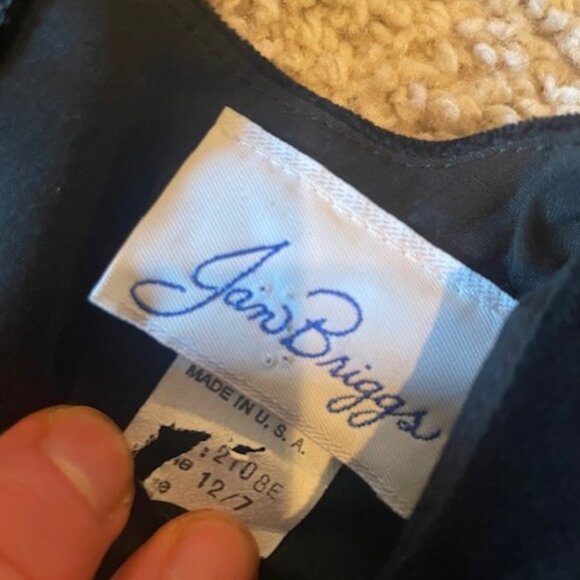 Jan Briggs
MADE IN U. S. A.
:2108E
12/7